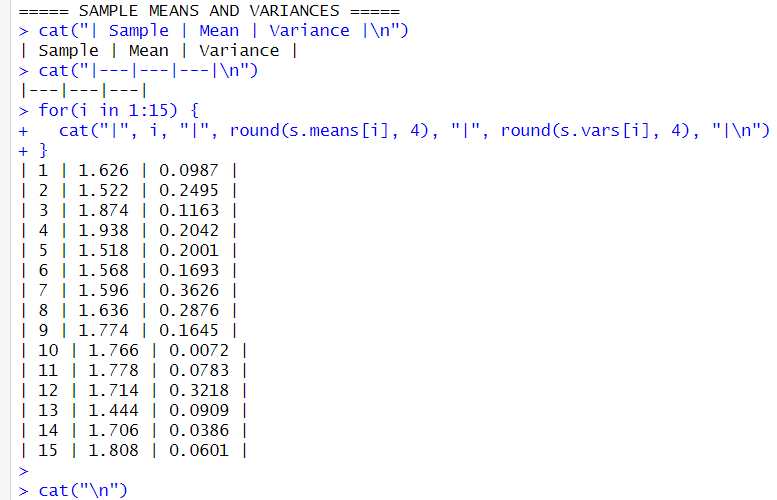 ===== SAMPLE MEANS AND VARIANCES =====
> cat("| Sample | Mean | Variance |\n")
| Sample | Mean | Variance |
> cat("|---|---|---|\n")
|---|---|---|
> for(i in 1:15) {
+   cat("|", i, "|", round(s.means[i], 4), "|", round(s.vars[i], 4), "|\n")
+ }
| 1 | 1.626 | 0.0987 |
| 2 | 1.522 | 0.2495 |
| 3 | 1.874 | 0.1163 |
| 4 | 1.938 | 0.2042 |
| 5 | 1.518 | 0.2001 |
| 6 | 1.568 | 0.1693 |
| 7 | 1.596 | 0.3626 |
| 8 | 1.636 | 0.2876 |
| 9 | 1.774 | 0.1645 |
| 10 | 1.766 | 0.0072 |
| 11 | 1.778 | 0.0783 |
| 12 | 1.714 | 0.3218 |
| 13 | 1.444 | 0.0909 |
| 14 | 1.706 | 0.0386 |
| 15 | 1.808 | 0.0601 |
>
> cat("\n")